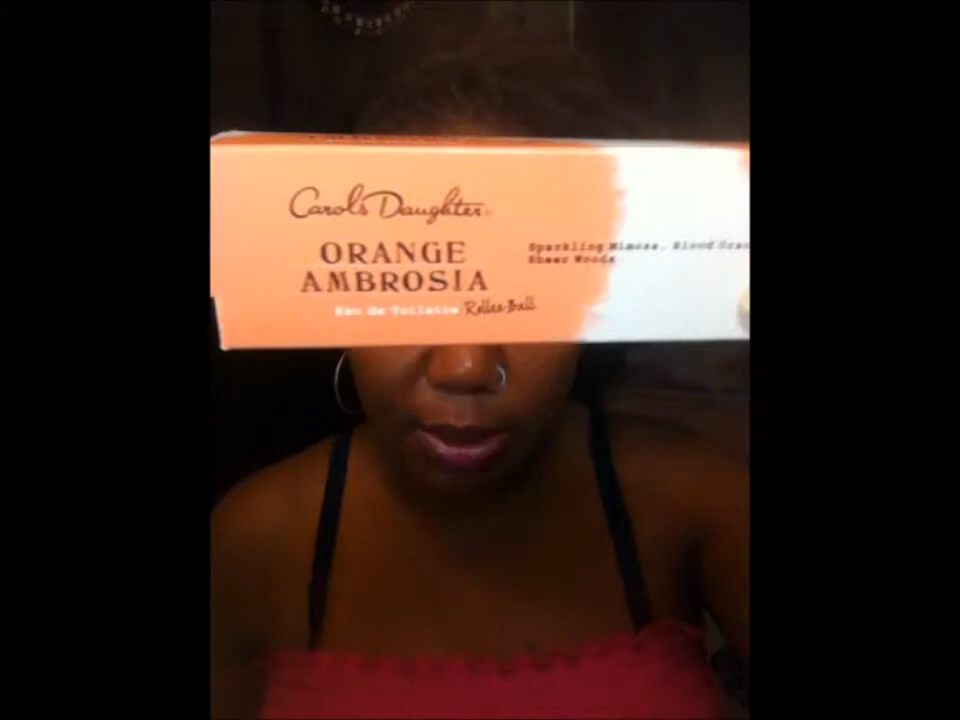 Carol's Daughter
ORANGE
AMBROSIA
Eau de Toilette Roller-Ball
Sparkling Mimosa, Blood
Sheer Woods